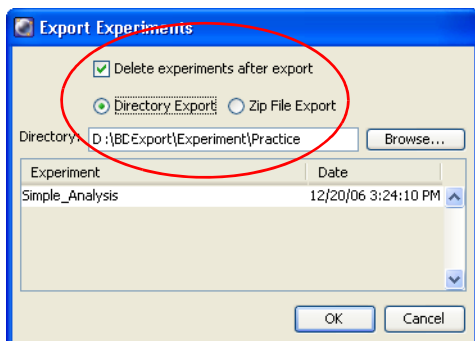 Export Experiments
Delete experiments after export
Directory Export Zip File Export
Directory: D:\BDExport\Experiment\Practice Browse...
Experiment Date
Simple_Analysis 12/20/06 3:24:10 PM
OK Cancel